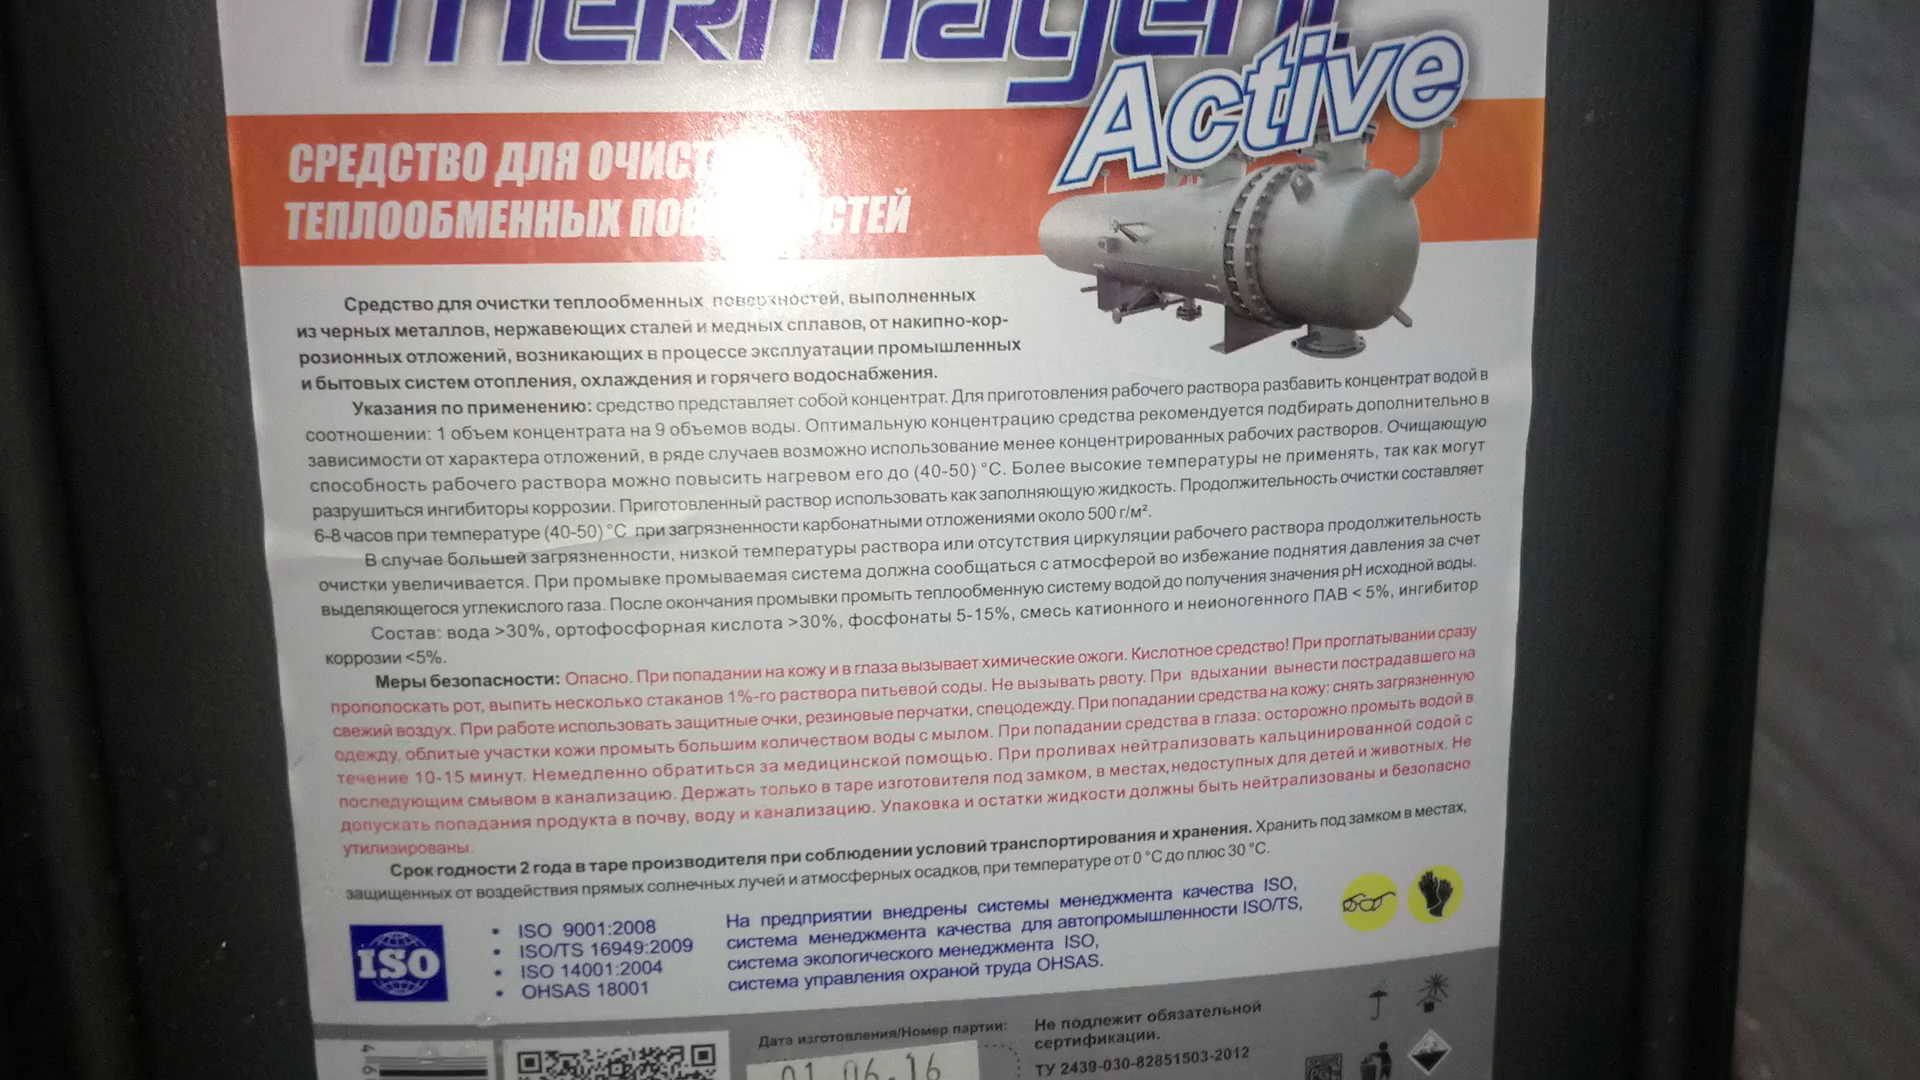 Thermagent
Active
СРЕДСТВО ДЛЯ
ТЕПЛООБМЕННЫХ
Средство для очистки теплообменных поверхностей, выполненных
из черных металлов, нержавеющих сталей и медных сплавов, от накипно-кор-
розионных отложений, возникающих в процессе эксплуатации промышленных
и бытовых систем отопления, охлаждения и горячего водоснабжения.
Указания по применению: средство представляет собой концентрат. Для приготовления рабочего раствора разбавить концентрат водой в
соотношении: 1 объем концентрата на 9 объемов воды. Оптимальную концентрацию средства рекомендуется подбирать дополнительно в
зависимости от характера отложений, в ряде случаев возможно использование менее концентрированных рабочих растворов. Очищающую
способность рабочего раствора можно повысить нагревом его до (40-50) °С. Более высокие температуры не применять, так как могут
разрушиться ингибиторы коррозии. Приготовленный раствор использовать как заполняющую жидкость. Продолжительность очистки составляет
6-8 часов при температуре (40-50) °С при загрязненности карбонатными отложениями около 500 г/м².
В случае большей загрязненности, низкой температуры раствора или отсутствия циркуляции рабочего раствора продолжительность
очистки увеличивается. При промывке промываемая система должна сообщаться с атмосферой во избежание поднятия давления за счет
выделяющегося углекислого газа. После окончания промывки промыть теплообменную систему водой до получения значения pH исходной воды.
Состав: вода >30%, ортофосфорная кислота >30%, фосфонаты 5-15%, смесь катионного и неионогенного ПАВ < 5%, ингибитор
коррозии <5%.
Меры безопасности: Опасно. При попадании на кожу и в глаза вызывает химические ожоги. Кислотное средство! При проглатывании сразу
прополоскать рот, выпить несколько стаканов 1%-го раствора питьевой соды. Не вызывать рвоту. При вдыхании вынести пострадавшего на
свежий воздух. При работе использовать защитные очки, резиновые перчатки, спецодежду. При попадании средства на кожу: снять загрязненную
одежду, облитые участки кожи промыть большим количеством воды с мылом. При попадании средства в глаза: осторожно промыть водой в
течение 10-15 минут. Немедленно обратиться за медицинской помощью. При проливах нейтрализовать кальцинированной содой с
последующим смывом в канализацию. Держать только в таре изготовителя под замком, в местах, недоступных для детей и животных. Не
допускать попадания продукта в почву, воду и канализацию. Упаковка и остатки жидкости должны быть нейтрализованы и безопасно
утилизированы.
Срок годности 2 года в таре производителя при соблюдении условий транспортирования и хранения. Хранить под замком в местах,
защищенных от воздействия прямых солнечных лучей и атмосферных осадков, при температуре от 0 °С до плюс 30 °С.
ISO
• ISO 9001:2008
• ISO/TS 16949:2009
• ISO 14001:2004
• OHSAS 18001
На предприятии внедрены системы менеджмента качества ISO,
система менеджмента качества для автопромышленности ISO/TS,
система экологического менеджмента ISO,
система управления охраной труда OHSAS.
Дата изготовления/Номер партии:
01.06.16
Не подлежит обязательной
сертификации.
ТУ 2439-030-82851503-2012